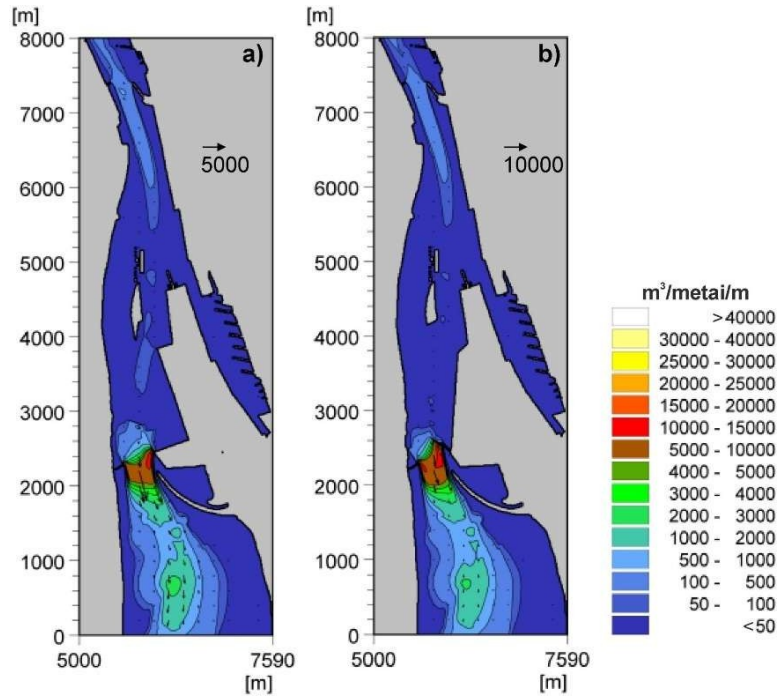 [m]
[m]
8000
a)
8000
b)
7000
7000
5000
10000
6000
6000
5000
5000
m³/metai/m
4000
4000
>40000
30000 - 40000
25000 - 30000
20000 - 25000
15000 - 20000
10000 - 15000
5000 - 10000
4000 - 5000
3000 - 4000
2000 - 3000
1000 - 2000
500 - 1000
100 - 500
50 - 100
<50
3000
3000
2000
2000
1000
1000
0
0
5000
7590
5000
7590
[m]
[m]